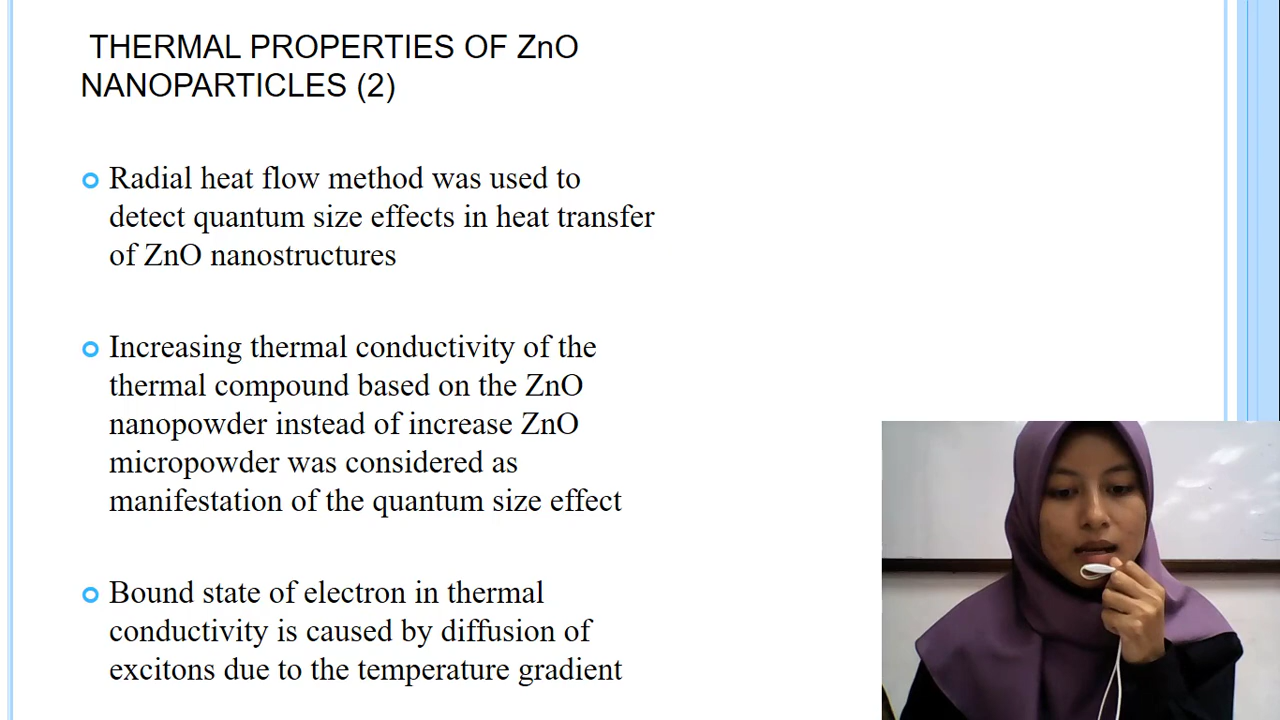 THERMAL PROPERTIES OF ZnO
NANOPARTICLES (2)
Radial heat flow method was used to
detect quantum size effects in heat transfer
of ZnO nanostructures
Increasing thermal conductivity of the
thermal compound based on the ZnO
nanopowder instead of increase ZnO
micropowder was considered as
manifestation of the quantum size effect
Bound state of electron in thermal
conductivity is caused by diffusion of
excitons due to the temperature gradient